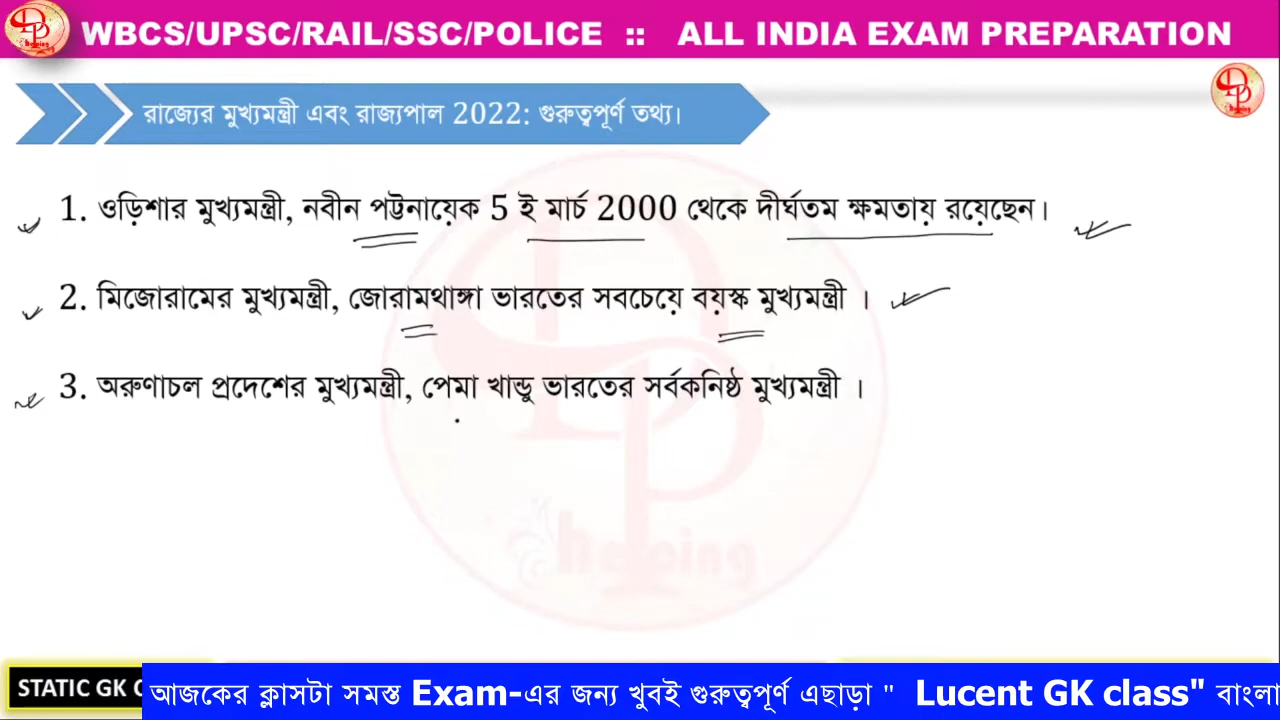 WBCS/UPSC/RAIL/SSC/POLICE :: ALL INDIA EXAM PREPARATION
রাজ্যের মুখ্যমন্ত্রী এবং রাজ্যপাল 2022: গুরুত্বপূর্ণ তথ্য।
1. ওড়িশার মুখ্যমন্ত্রী, নবীন পট্টনায়েক 5 ই মার্চ 2000 থেকে দীর্ঘতম ক্ষমতায় রয়েছেন।
2. মিজোরামের মুখ্যমন্ত্রী, জোরামথাঙ্গা ভারতের সবচেয়ে বয়স্ক মুখ্যমন্ত্রী ।
3. অরুণাচল প্রদেশের মুখ্যমন্ত্রী, পেমা খান্ডু ভারতের সর্বকনিষ্ঠ মুখ্যমন্ত্রী ।
helping
STATIC GK
আজকের ক্লাসটা সমস্ত Exam-এর জন্য খুবই গুরুত্বপূর্ণ এছাড়া " Lucent GK class" বাংলা